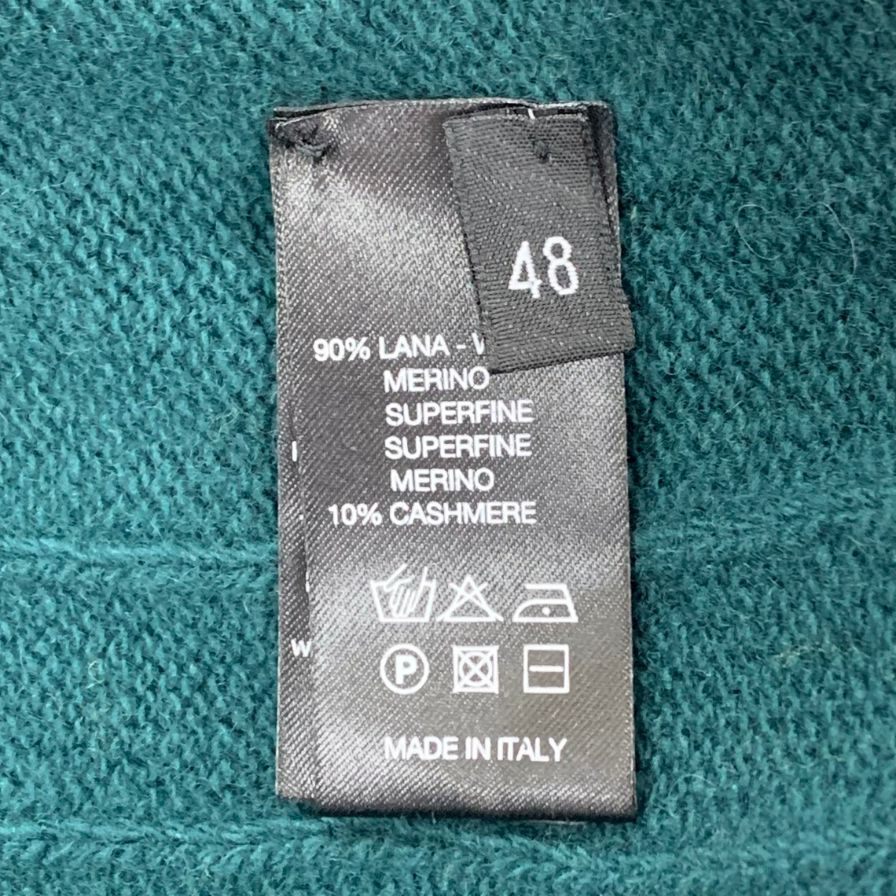 48
90% LANA - W
MERINO
SUPERFINE
SUPERFINE
MERINO
10% CASHMERE
P
W
MADE IN ITALY